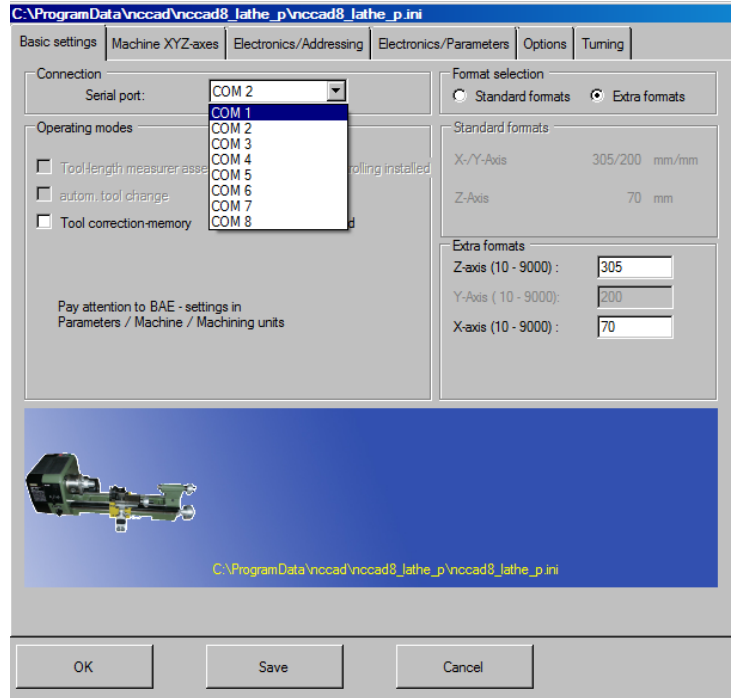 C:\ProgramData\nccad\nccad8_lathe_p\nccad8_lathe_p.ini
Basic settings Machine XYZ-axes Electronics/Addressing Electronics/Parameters Options Turning
Connection
Serial port: COM 2
COM 1
COM 2
COM 3
COM 4
COM 5
COM 6
COM 7
COM 8
Operating modes
Tool-length measurer asse rolling installed
autom. tool change
Tool correction-memory d
Pay attention to BAE - settings in
Parameters / Machine / Machining units
Format selection
Standard formats Extra formats
Standard formats
X-/Y-Axis 305/200 mm/mm
Z-Axis 70 mm
Extra formats
Z-axis (10 - 9000) : 305
Y-Axis ( 10 - 9000): 200
X-axis (10 - 9000) : 70
C:\ProgramData\nccad\nccad8_lathe_p\nccad8_lathe_p.ini
OK Save Cancel